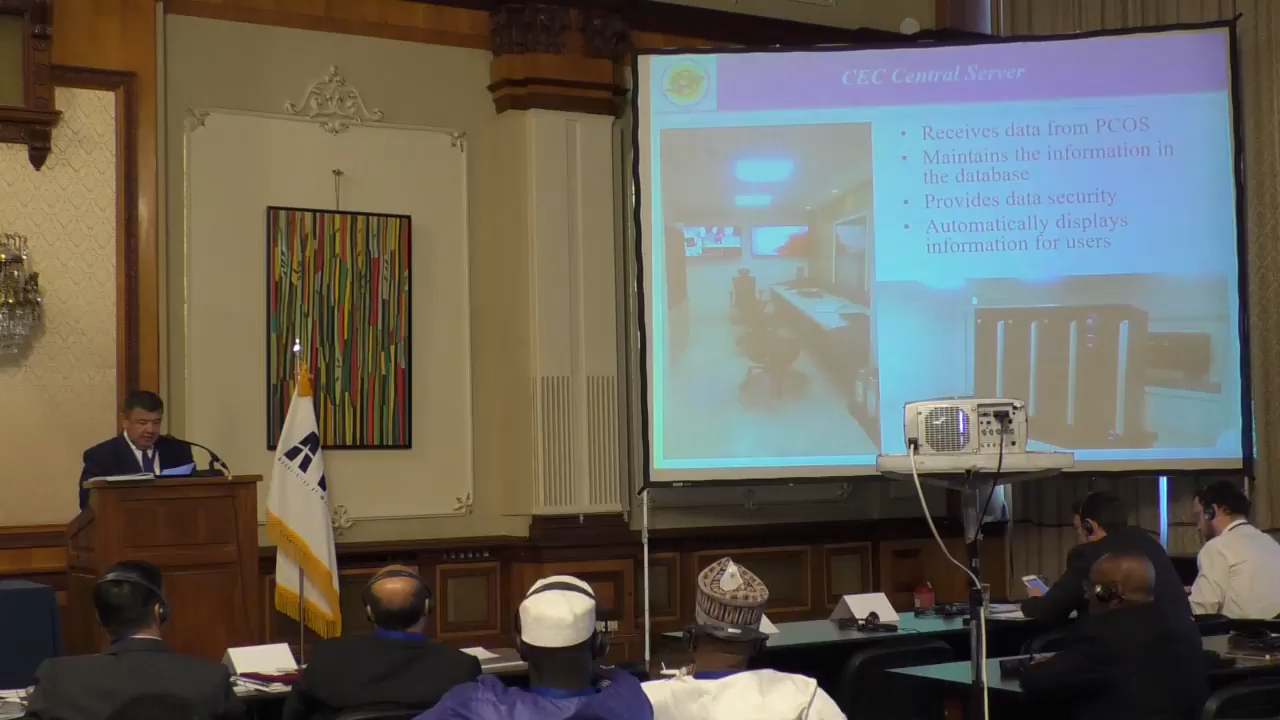 CEC Central Server
• Receives data from PCOS
• Maintains the information in
the database
• Provides data security
• Automatically displays
information for users